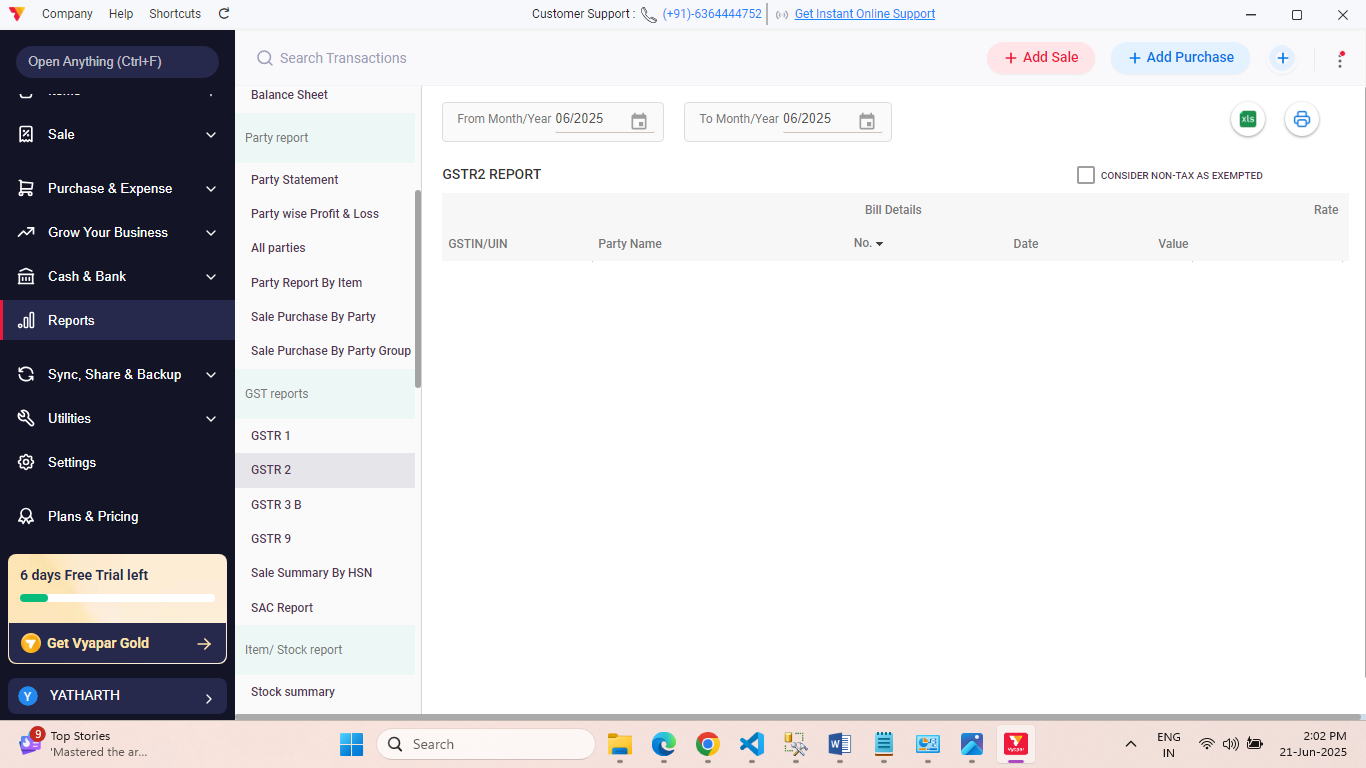 Company Help Shortcuts
Customer Support : (+91)-6364444752 Get Instant Online Support
Open Anything (Ctrl+F)
Search Transactions
+ Add Sale
+ Add Purchase
Sale
Purchase & Expense
Grow Your Business
Cash & Bank
Reports
Sync, Share & Backup
Utilities
Settings
Plans & Pricing
6 days Free Trial left
Get Vyapar Gold
Y YATHARTH
Balance Sheet
Party report
Party Statement
Party wise Profit & Loss
All parties
Party Report By Item
Sale Purchase By Party
Sale Purchase By Party Group
GST reports
GSTR 1
GSTR 2
GSTR 3 B
GSTR 9
Sale Summary By HSN
SAC Report
Item/ Stock report
Stock summary
From Month/Year 06/2025
To Month/Year 06/2025
xls
GSTR2 REPORT
CONSIDER NON-TAX AS EXEMPTED
Bill Details Rate
GSTIN/UIN Party Name No. Date Value
9
Top Stories
'Mastered the ar...
Search
Vyapar
ENG
IN
2:02 PM
21-Jun-2025